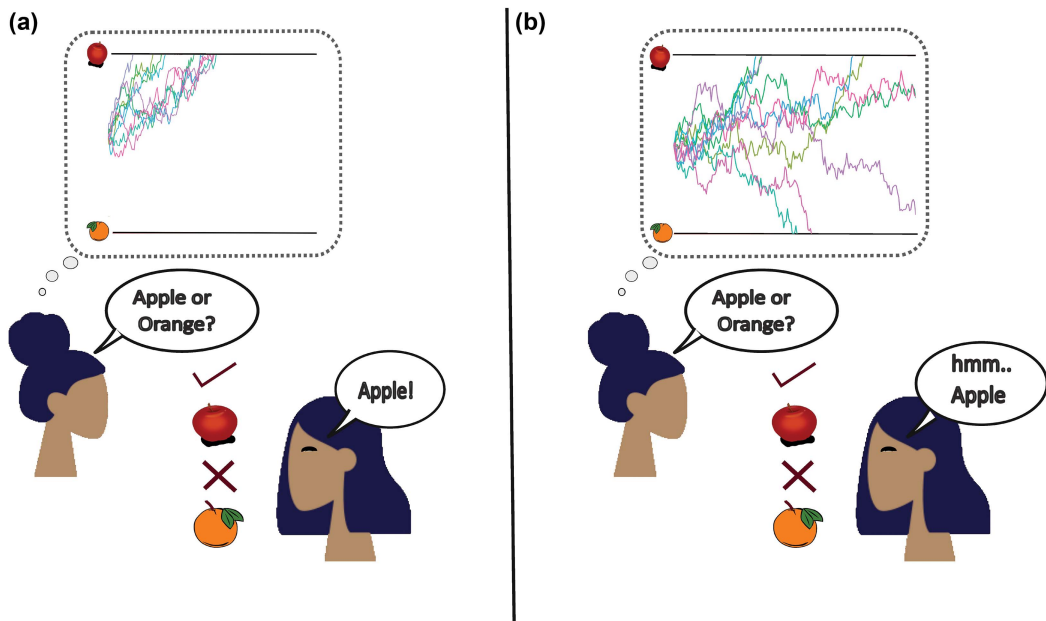 (a)
Apple or
Orange?
Apple!
(b)
Apple or
Orange?
hmm..
Apple